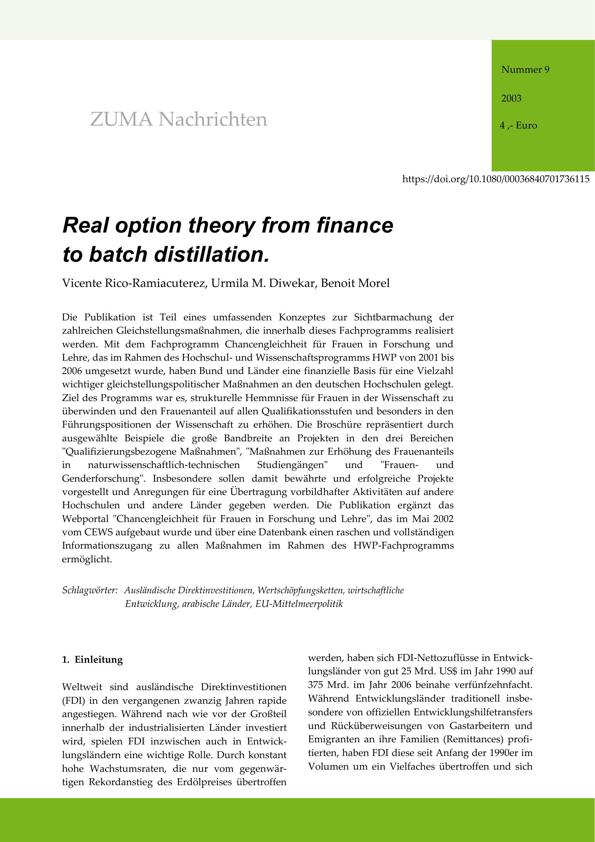 Nummer 9
2003
4 ,- Euro
ZUMA Nachrichten
https://doi.org/10.1080/00036840701736115
Real option theory from finance
to batch distillation.
Vicente Rico-Ramiacuterez, Urmila M. Diwekar, Benoit Morel
Die Publikation ist Teil eines umfassenden Konzeptes zur Sichtbarmachung der
zahlreichen Gleichstellungsmaßnahmen, die innerhalb dieses Fachprogramms realisiert
werden. Mit dem Fachprogramm Chancengleichheit für Frauen in Forschung und
Lehre, das im Rahmen des Hochschul- und Wissenschaftsprogramms HWP von 2001 bis
2006 umgesetzt wurde, haben Bund und Länder eine finanzielle Basis für eine Vielzahl
wichtiger gleichstellungspolitischer Maßnahmen an den deutschen Hochschulen gelegt.
Ziel des Programms war es, strukturelle Hemmnisse für Frauen in der Wissenschaft zu
überwinden und den Frauenanteil auf allen Qualifikationsstufen und besonders in den
Führungspositionen der Wissenschaft zu erhöhen. Die Broschüre repräsentiert durch
ausgewählte Beispiele die große Bandbreite an Projekten in den drei Bereichen
"Qualifizierungsbezogene Maßnahmen", "Maßnahmen zur Erhöhung des Frauenanteils
in naturwissenschaftlich-technischen Studiengängen" und "Frauen- und
Genderforschung". Insbesondere sollen damit bewährte und erfolgreiche Projekte
vorgestellt und Anregungen für eine Übertragung vorbildhafter Aktivitäten auf andere
Hochschulen und andere Länder gegeben werden. Die Publikation ergänzt das
Webportal "Chancengleichheit für Frauen in Forschung und Lehre", das im Mai 2002
vom CEWS aufgebaut wurde und über eine Datenbank einen raschen und vollständigen
Informationszugang zu allen Maßnahmen im Rahmen des HWP-Fachprogramms
ermöglicht.
Schlagwörter: Ausländische Direktinvestitionen, Wertschöpfungsketten, wirtschaftliche
Entwicklung, arabische Länder, EU-Mittelmeerpolitik
1. Einleitung
Weltweit sind ausländische Direktinvestitionen
(FDI) in den vergangenen zwanzig Jahren rapide
angestiegen. Während nach wie vor der Großteil
innerhalb der industrialisierten Länder investiert
wird, spielen FDI inzwischen auch in Entwick-
lungsländern eine wichtige Rolle. Durch konstant
hohe Wachstumsraten, die nur vom gegenwär-
tigen Rekordanstieg des Erdölpreises übertroffen
werden, haben sich FDI-Nettozuflüsse in Entwick-
lungsländer von gut 25 Mrd. US$ im Jahr 1990 auf
375 Mrd. im Jahr 2006 beinahe verfünfzehnfacht.
Während Entwicklungsländer traditionell insbe-
sondere von offiziellen Entwicklungshilfetransfers
und Rücküberweisungen von Gastarbeitern und
Emigranten an ihre Familien (Remittances) profi-
tierten, haben FDI diese seit Anfang der 1990er im
Volumen um ein Vielfaches übertroffen und sich